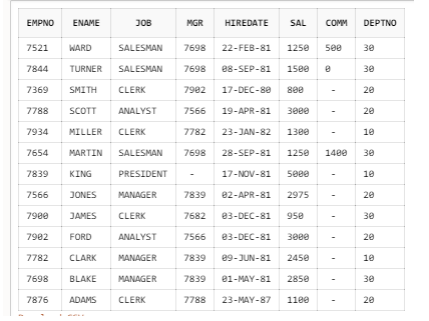 EMPNO ENAME JOB MGR HIREDATE SAL COMM DEPTNO
7521 WARD SALESMAN 7698 22-FEB-81 1250 500 30
7844 TURNER SALESMAN 7698 08-SEP-81 1500 0 30
7369 SMITH CLERK 7902 17-DEC-80 800 - 20
7788 SCOTT ANALYST 7566 19-APR-81 3000 - 20
7934 MILLER CLERK 7782 23-JAN-82 1300 - 10
7654 MARTIN SALESMAN 7698 28-SEP-81 1250 1400 30
7839 KING PRESIDENT - 17-NOV-81 5000 - 10
7566 JONES MANAGER 7839 02-APR-81 2975 - 20
7900 JAMES CLERK 7682 03-DEC-81 950 - 30
7902 FORD ANALYST 7566 03-DEC-81 3000 - 20
7782 CLARK MANAGER 7839 09-JUN-81 2450 - 10
7698 BLAKE MANAGER 7839 01-MAY-81 2850 - 30
7876 ADAMS CLERK 7788 23-MAY-87 1100 - 20